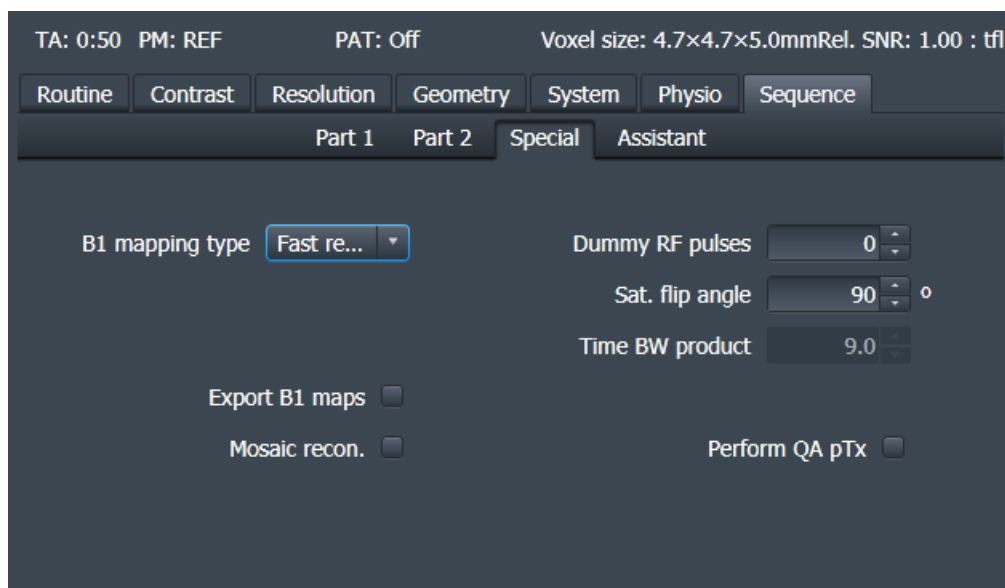 TA: 0:50 PM: REF PAT: Off Voxel size: 4.7×4.7×5.0mmRel. SNR: 1.00 : tfl
Routine Contrast Resolution Geometry System Physio Sequence
Part 1 Part 2 Special Assistant
B1 mapping type Fast re... Dummy RF pulses 0
Sat. flip angle 90 °
Time BW product 9.0
Export B1 maps
Mosaic recon. Perform QA pTx